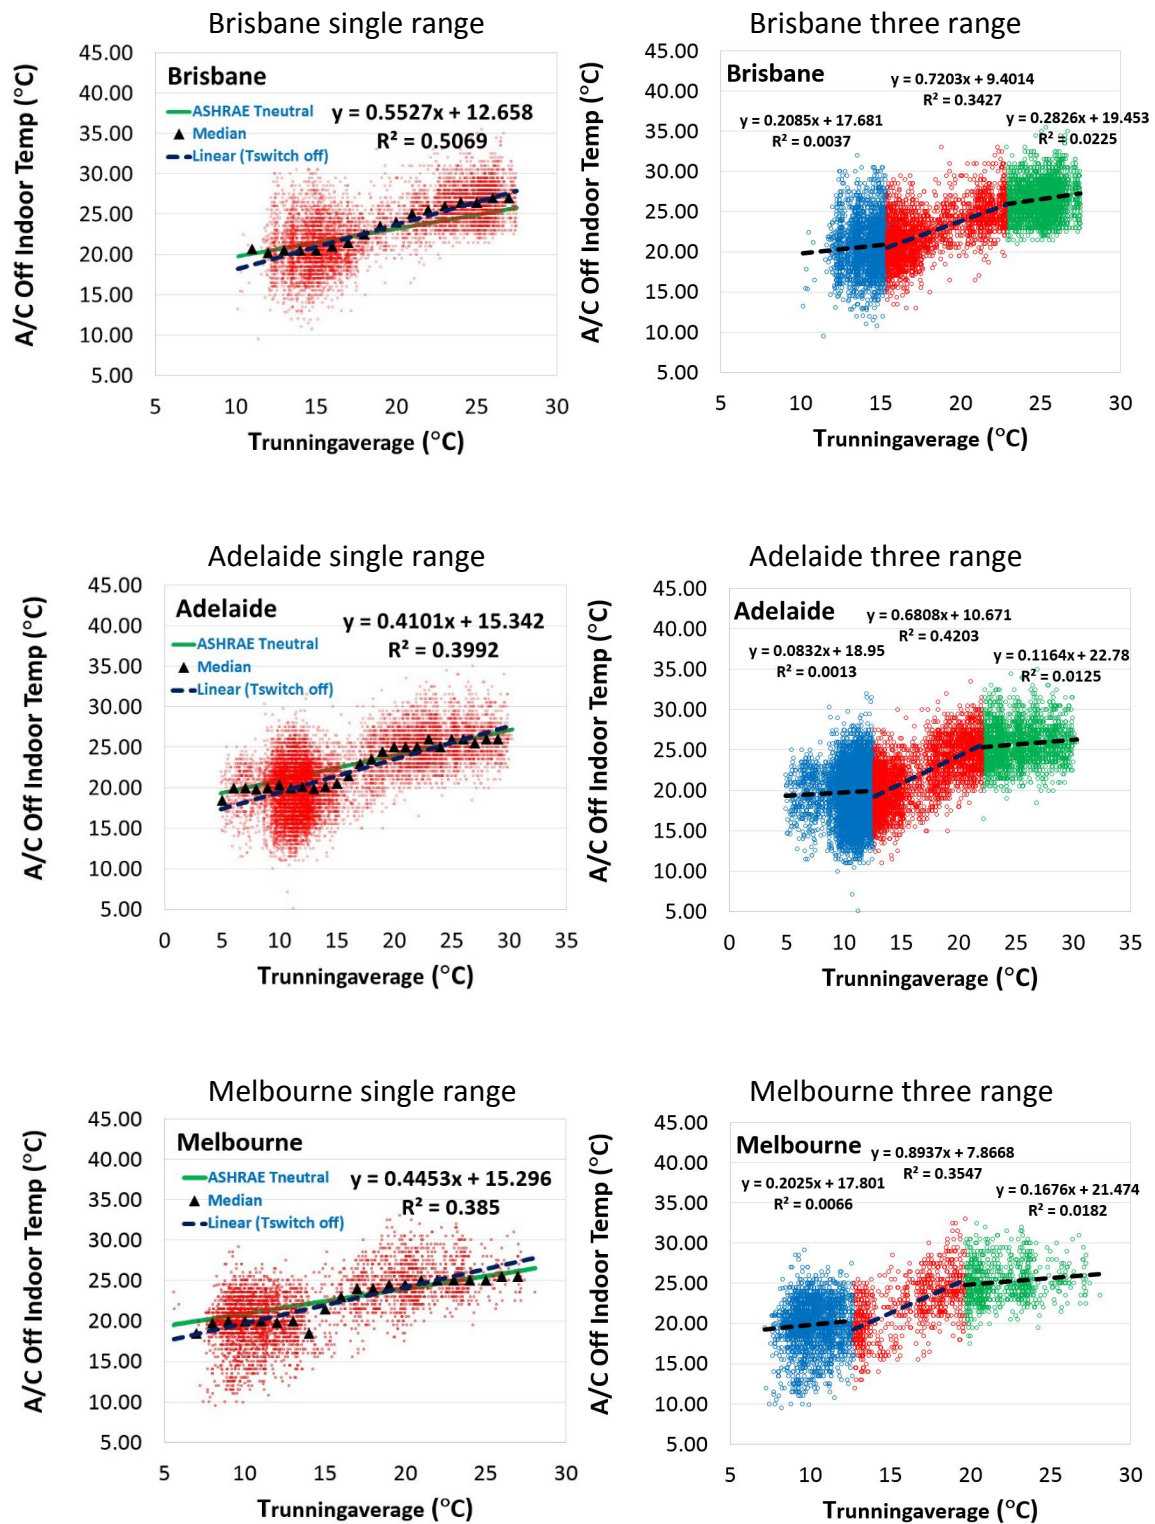 Brisbane single range
45.00
40.00
35.00
30.00
25.00
20.00
15.00
10.00
5.00
A/C Off Indoor Temp (°C)
Brisbane
ASHRAE Tneutral
Median
Linear (Tswitch off)
y = 0.5527x + 12.658
R² = 0.5069
5 10 15 20 25 30
Trunningaverage (°C)
Brisbane three range
45.00
40.00
35.00
30.00
25.00
20.00
15.00
10.00
5.00
A/C Off Indoor Temp (°C)
Brisbane
y = 0.7203x + 9.4014
R² = 0.3427
y = 0.2085x + 17.681
R² = 0.0037
y = 0.2826x + 19.453
R² = 0.0225
5 10 15 20 25 30
Trunningaverage (°C)
Adelaide single range
45.00
40.00
35.00
30.00
25.00
20.00
15.00
10.00
5.00
A/C Off Indoor Temp (°C)
Adelaide
y = 0.4101x + 15.342
R² = 0.3992
ASHRAE Tneutral
Median
Linear (Tswitch off)
0 5 10 15 20 25 30 35
Trunningaverage (°C)
Adelaide three range
45.00
40.00
35.00
30.00
25.00
20.00
15.00
10.00
5.00
A/C Off Indoor Temp (°C)
Adelaide
y = 0.6808x + 10.671
R² = 0.4203
y = 0.0832x + 18.95
R² = 0.0013
y = 0.1164x + 22.78
R² = 0.0125
0 5 10 15 20 25 30 35
Trunningaverage (°C)
Melbourne single range
45.00
40.00
35.00
30.00
25.00
20.00
15.00
10.00
5.00
A/C Off Indoor Temp (°C)
Melbourne
ASHRAE Tneutral
Median
Linear (Tswitch off)
y = 0.4453x + 15.296
R² = 0.385
5 10 15 20 25 30
Trunningaverage (°C)
Melbourne three range
45.00
40.00
35.00
30.00
25.00
20.00
15.00
10.00
5.00
A/C Off Indoor Temp (°C)
Melbourne
y = 0.8937x + 7.8668
R² = 0.3547
y = 0.2025x + 17.801
R² = 0.0066
y = 0.1676x + 21.474
R² = 0.0182
5 10 15 20 25 30
Trunningaverage (°C)